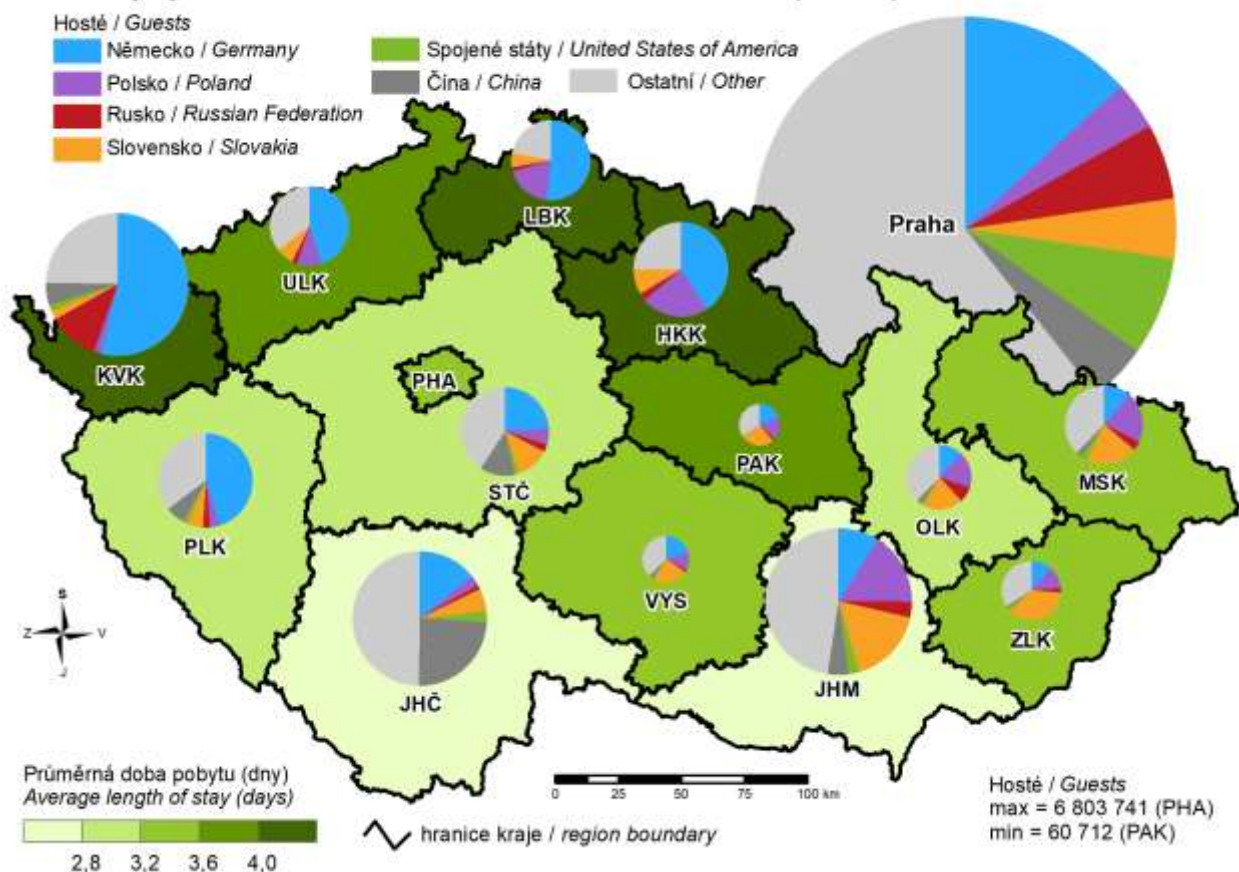 Hosté / Guests
Německo / Germany
Polsko / Poland
Rusko / Russian Federation
Slovensko / Slovakia
Spojené státy / United States of America
Čína / China
Ostatní / Other
Praha
LBK
ULK
HKK
KVK
PHA
STČ
PAK
MSK
OLK
PLK
VYS
ZLK
JHČ
JHM
S
Z
V
J
Průměrná doba pobytu (dny)
Average length of stay (days)
2,8 3,2 3,6 4,0
hranice kraje / region boundary
0 25 50 75 100 km
Hosté / Guests
max = 6 803 741 (PHA)
min = 60 712 (PAK)